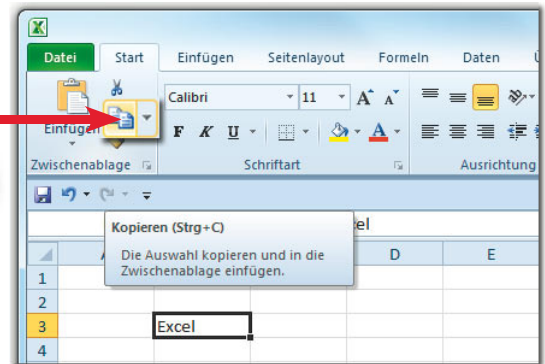 Datei Start Einfügen Seitenlayout Formeln Daten
Calibri 11 A A
Einfügen F K U A
Zwischenablage Schriftart Ausrichtung
Kopieren (Strg+C)
Die Auswahl kopieren und in die
Zwischenablage einfügen.
D E
1
2
3 Excel
4